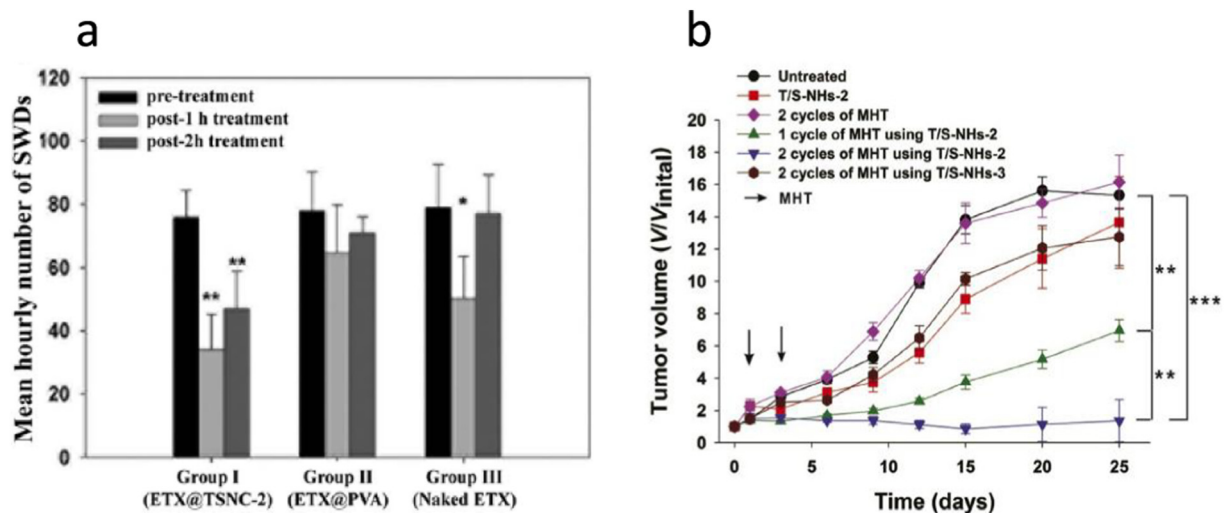 a
120
100
80
60
40
20
0
Mean hourly number of SWDs
pre-treatment
post-1 h treatment
post-2h treatment
**
**
*
Group I
(ETX@TSNC-2)
Group II
(ETX@PVA)
Group III
(Naked ETX)
b
Untreated
T/S-NHs-2
2 cycles of MHT
1 cycle of MHT using T/S-NHs-2
2 cycles of MHT using T/S-NHs-2
2 cycles of MHT using T/S-NHs-3
MHT
20
18
16
14
12
10
8
6
4
2
0
Tumor volume (V/Vinital)
**
**
***
0 5 10 15 20 25
Time (days)